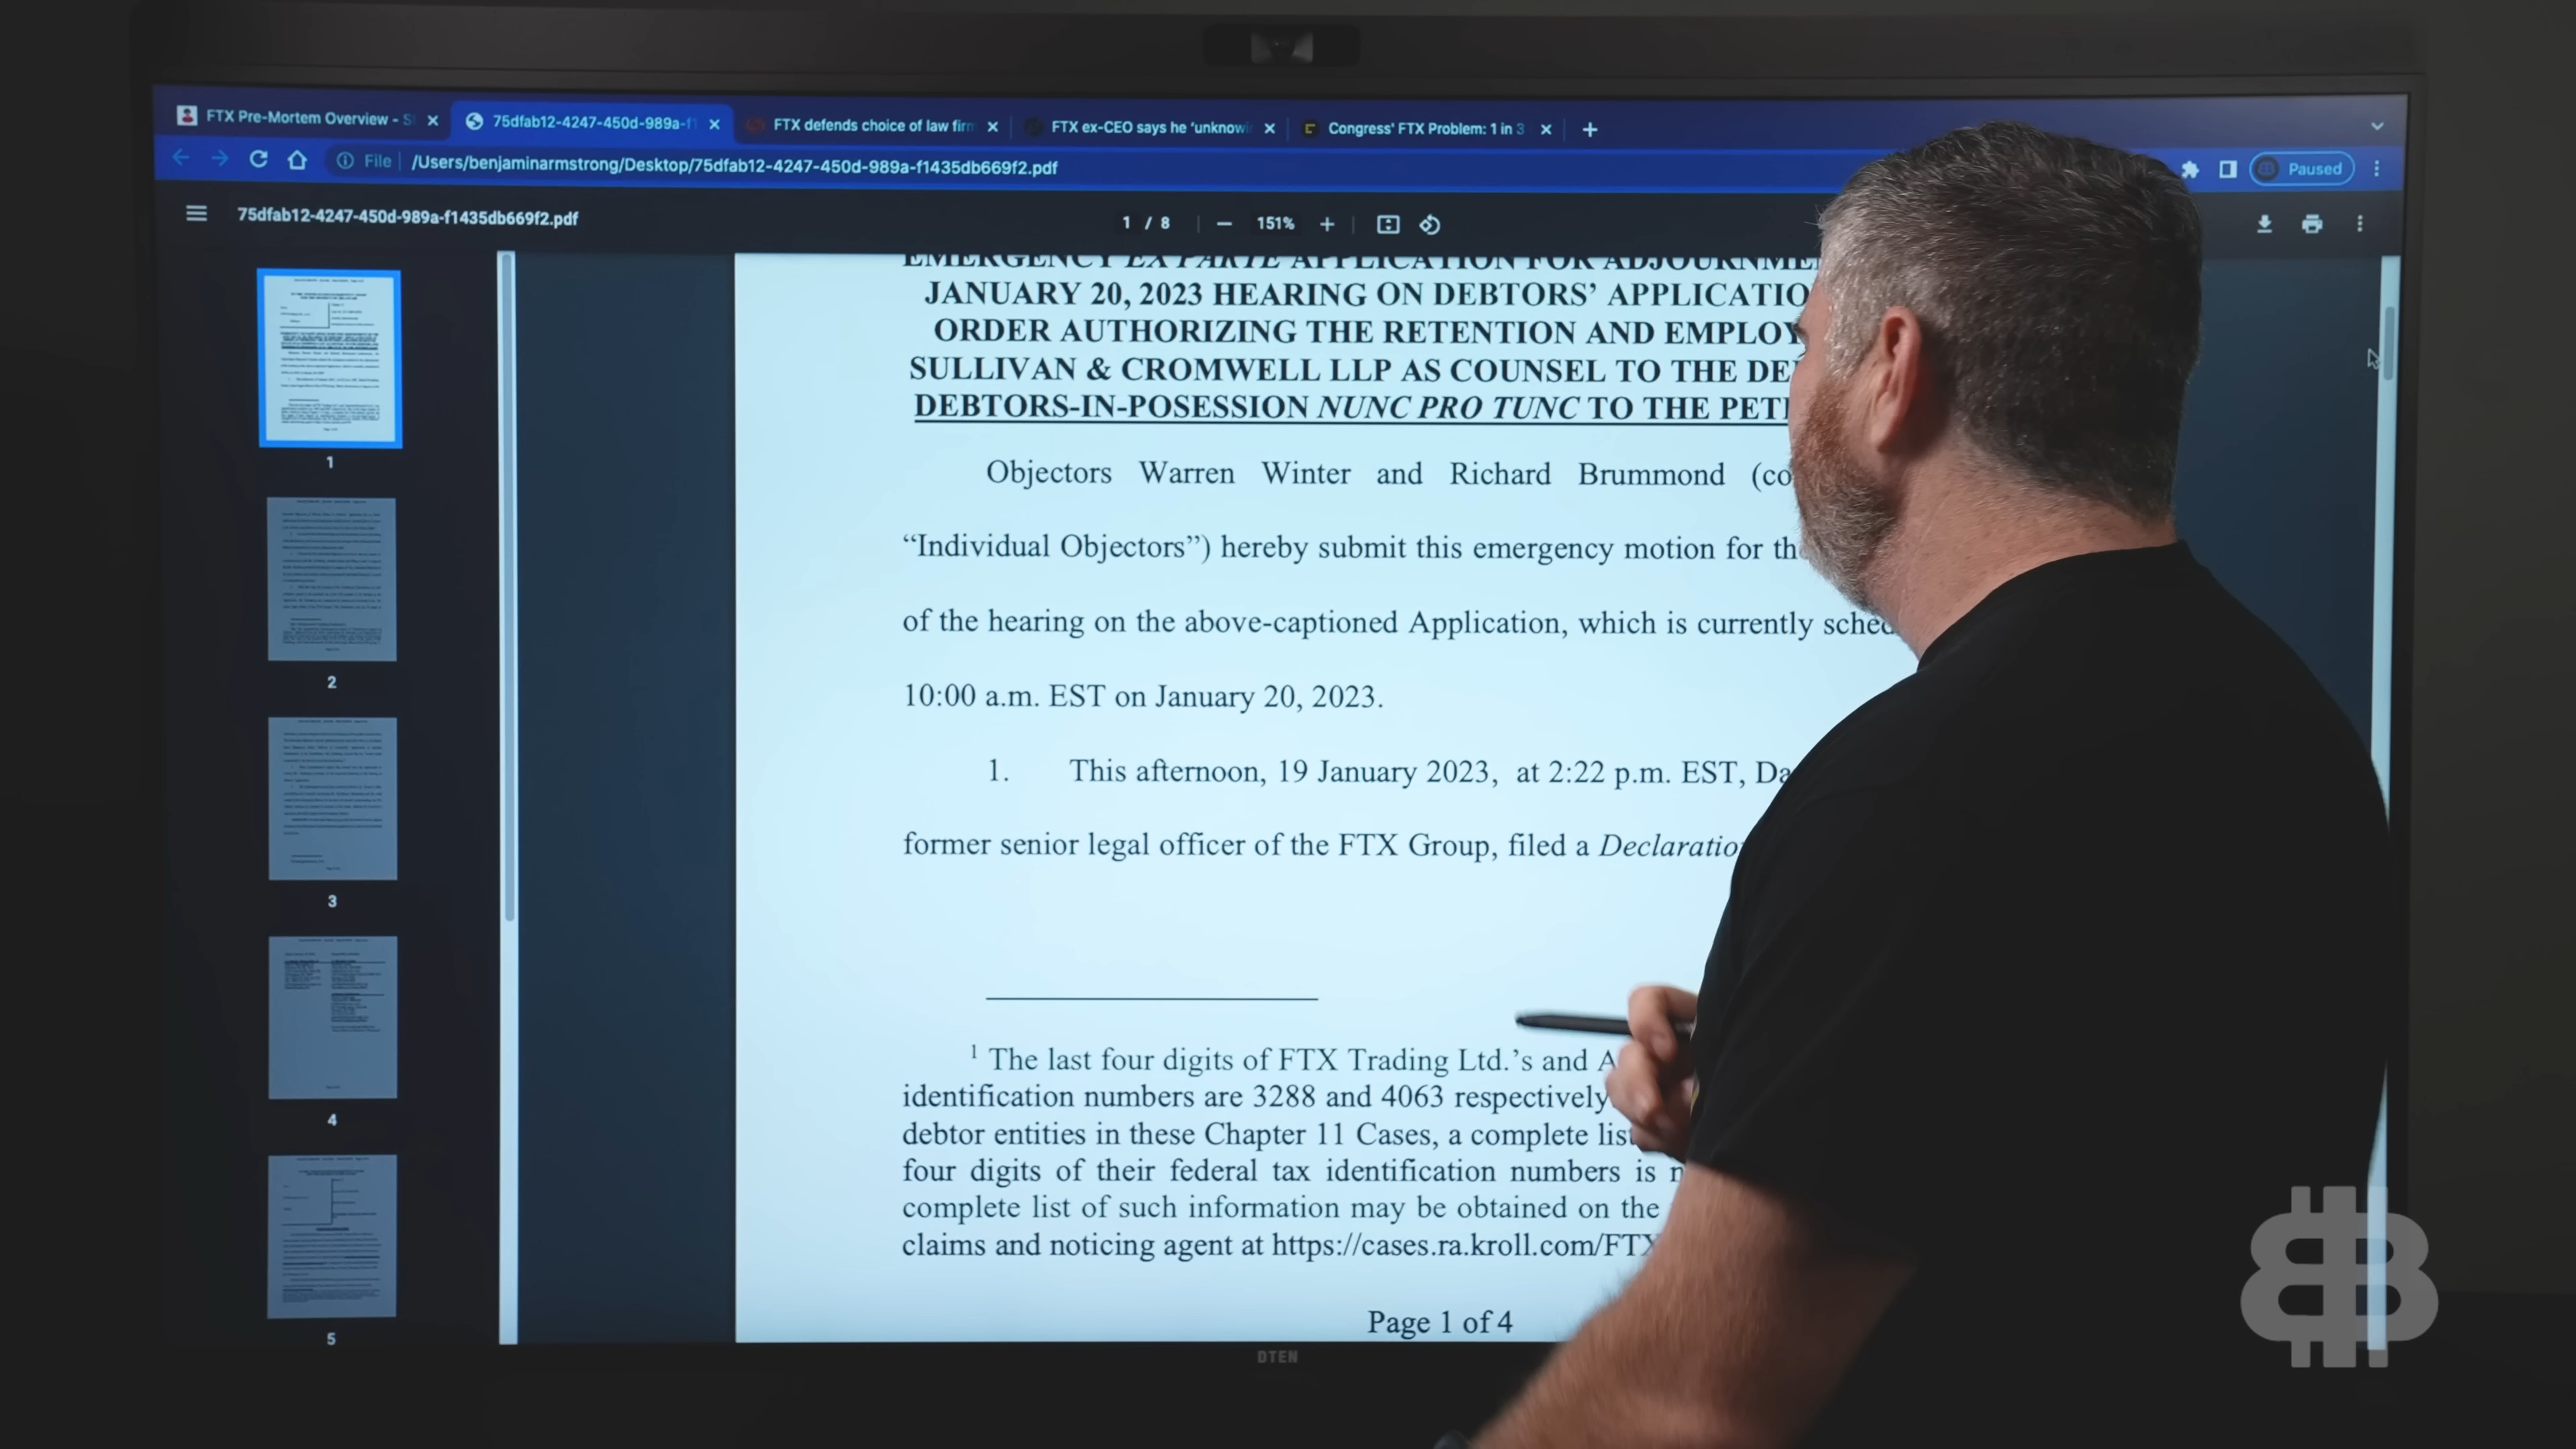 FTX Pre-Mortem Overview -
75dfab12-4247-450d-989a-f1
FTX defends choice of law firm
FTX ex-CEO says he ‘unknowi
Congress' FTX Problem: 1 in 3
File
/Users/benjaminarmstrong/Desktop/75dfab12-4247-450d-989a-f1435db669f2.pdf
Paused
75dfab12-4247-450d-989a-f1435db669f2.pdf
1 / 8
151%
1
2
3
4
5
EMERGENCY EX PARTE APPLICATION FOR ADJOURNME
JANUARY 20, 2023 HEARING ON DEBTORS’ APPLICATIO
ORDER AUTHORIZING THE RETENTION AND EMPLOY
SULLIVAN & CROMWELL LLP AS COUNSEL TO THE DE
DEBTORS-IN-POSESSION NUNC PRO TUNC TO THE PETI
Objectors Warren Winter and Richard Brummond (co
“Individual Objectors”) hereby submit this emergency motion for th
of the hearing on the above-captioned Application, which is currently sched
10:00 a.m. EST on January 20, 2023.
1. This afternoon, 19 January 2023, at 2:22 p.m. EST, Da
former senior legal officer of the FTX Group, filed a Declaratio
1 The last four digits of FTX Trading Ltd.’s and A
identification numbers are 3288 and 4063 respectively
debtor entities in these Chapter 11 Cases, a complete list
four digits of their federal tax identification numbers is n
complete list of such information may be obtained on the
claims and noticing agent at https://cases.ra.kroll.com/FTX
Page 1 of 4
DTEN